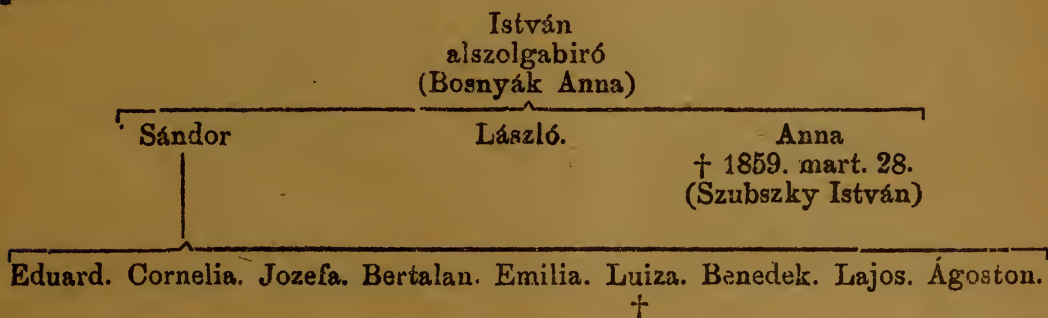 István
alszolgabiró
(Bosnyák Anna)
Sándor László. Anna
† 1859. mart. 28.
(Szubszky István)
Eduard. Cornelia. Jozefa. Bertalan. Emilia. Luiza. Benedek. Lajos. Ágoston.
†